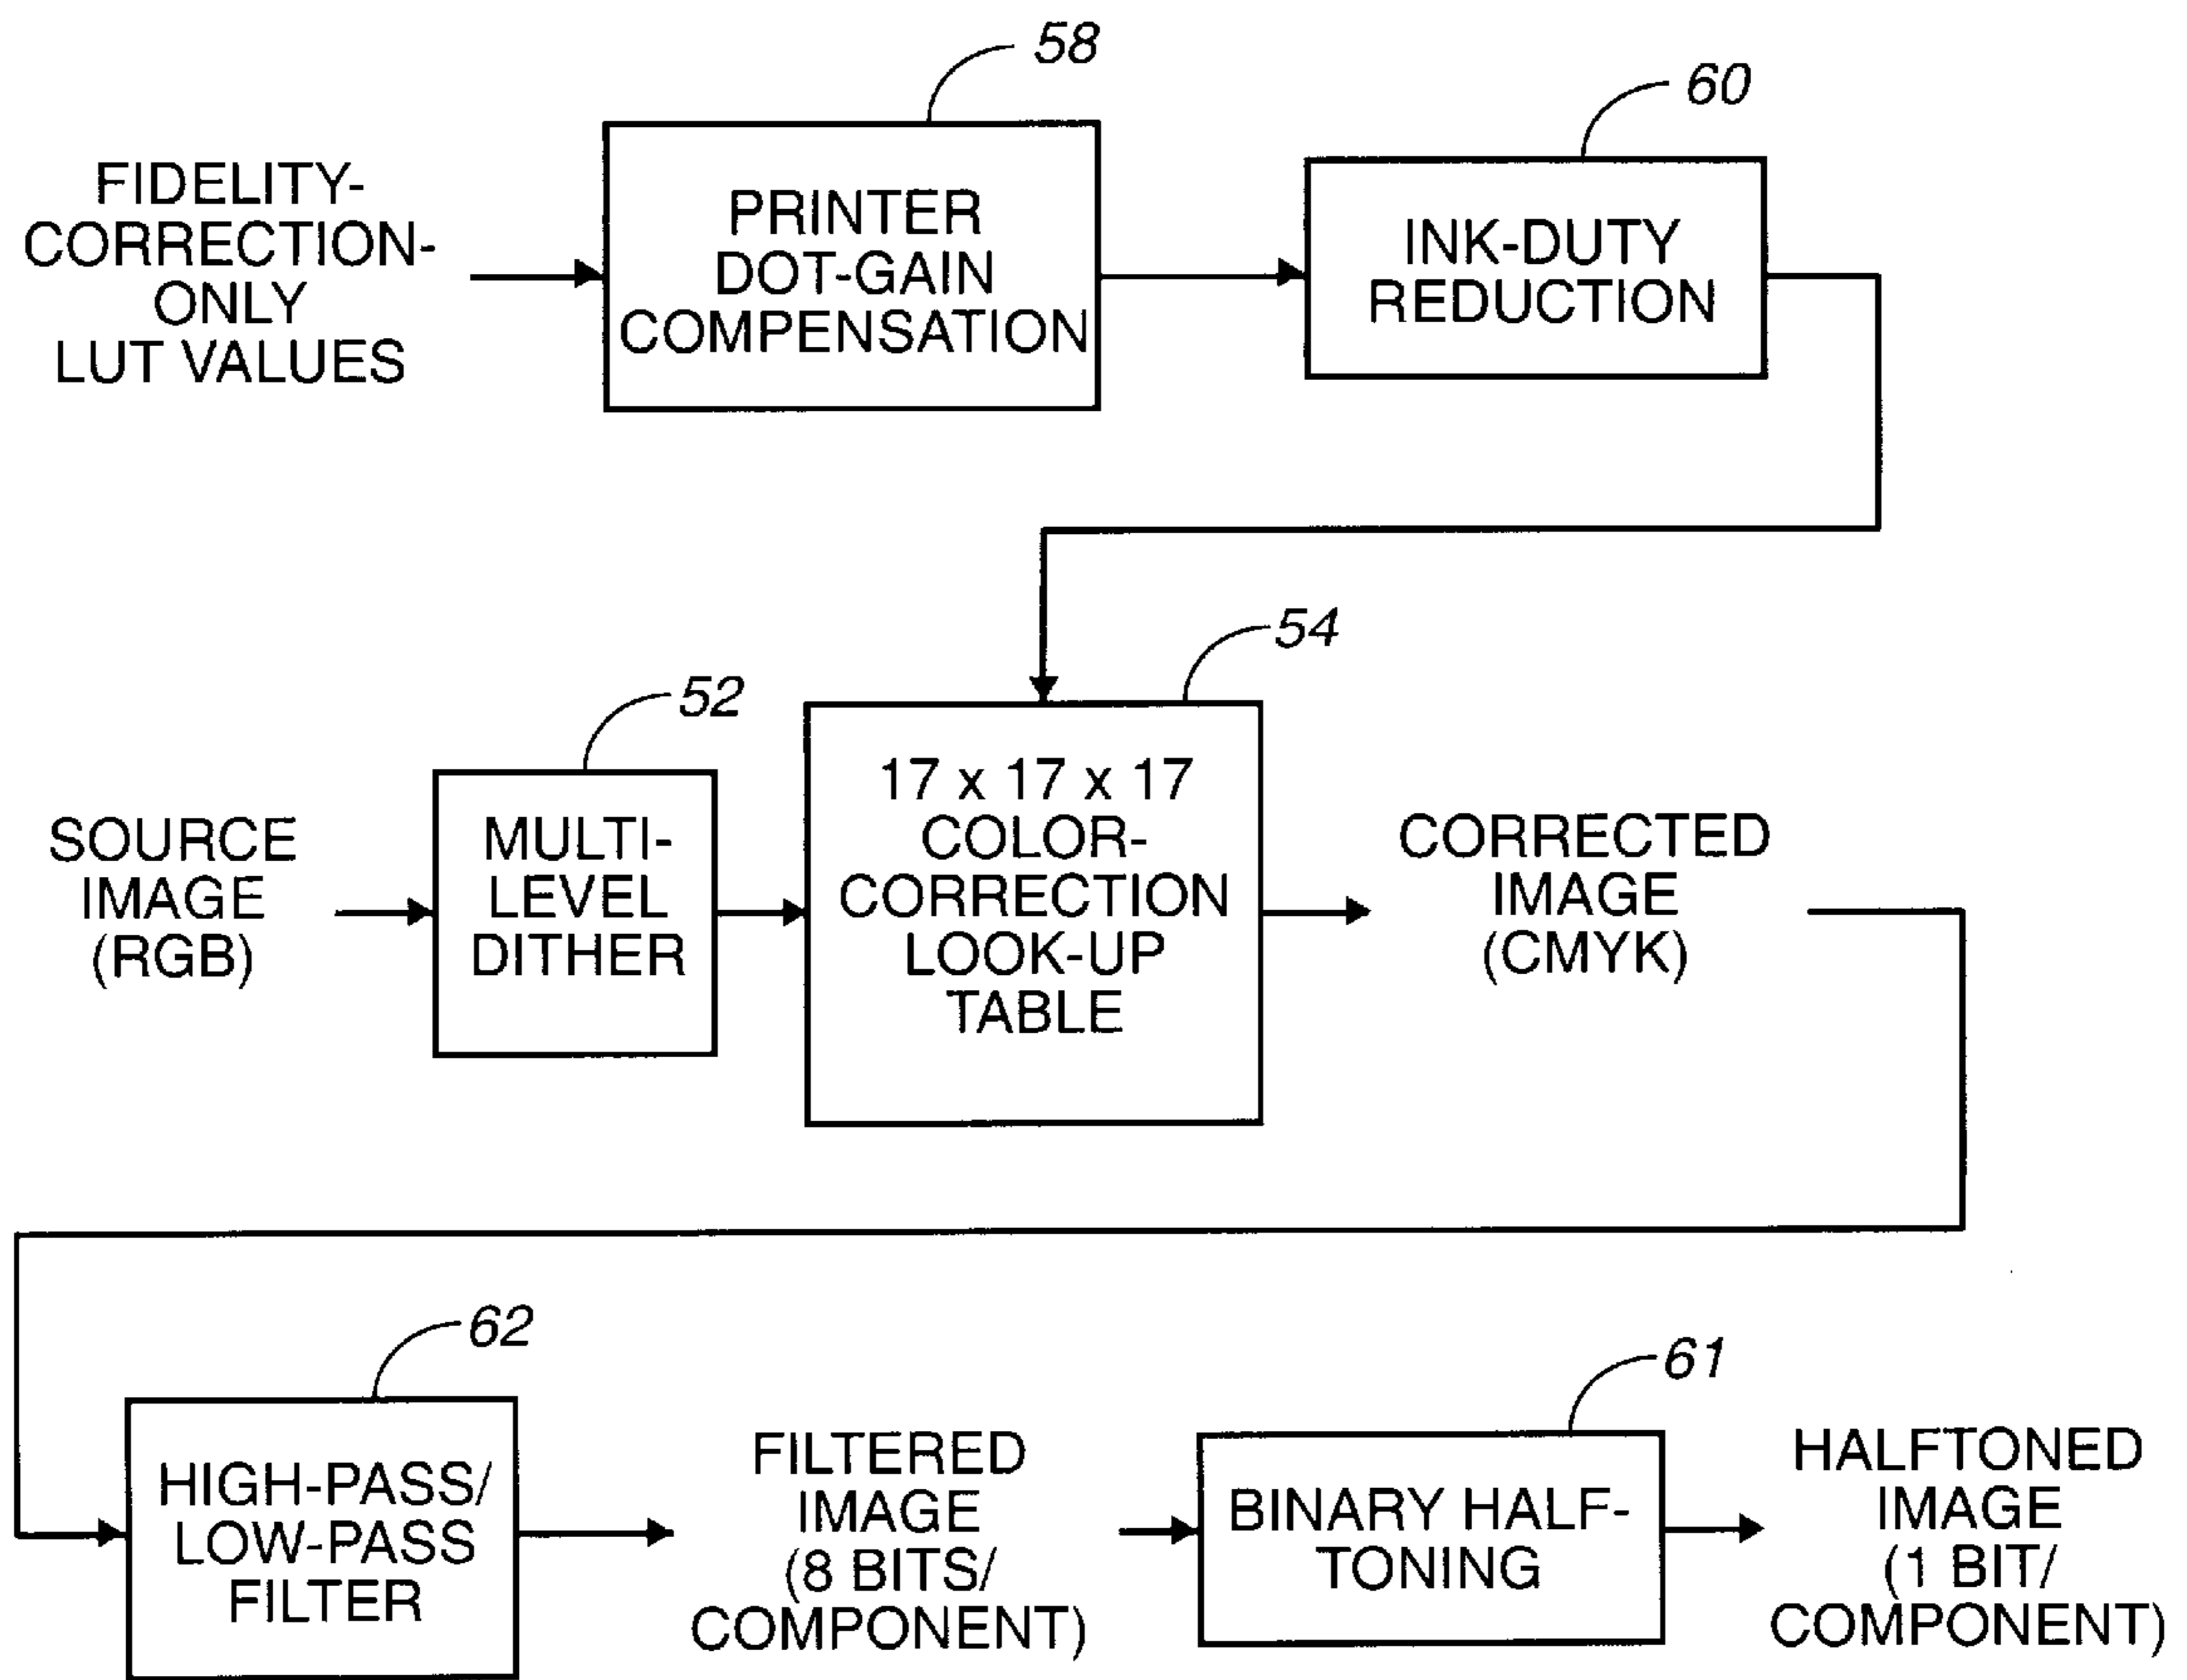 58
60
FIDELITY-
CORRECTION-
ONLY
LUT VALUES
PRINTER
DOT-GAIN
COMPENSATION
INK-DUTY
REDUCTION
54
52
SOURCE
IMAGE
(RGB)
MULTI-
LEVEL
DITHER
17 x 17 x 17
COLOR-
CORRECTION
LOOK-UP
TABLE
CORRECTED
IMAGE
(CMYK)
62
61
HIGH-PASS/
LOW-PASS
FILTER
FILTERED
IMAGE
(8 BITS/
COMPONENT)
BINARY HALF-
TONING
HALFTONED
IMAGE
(1 BIT/
COMPONENT)